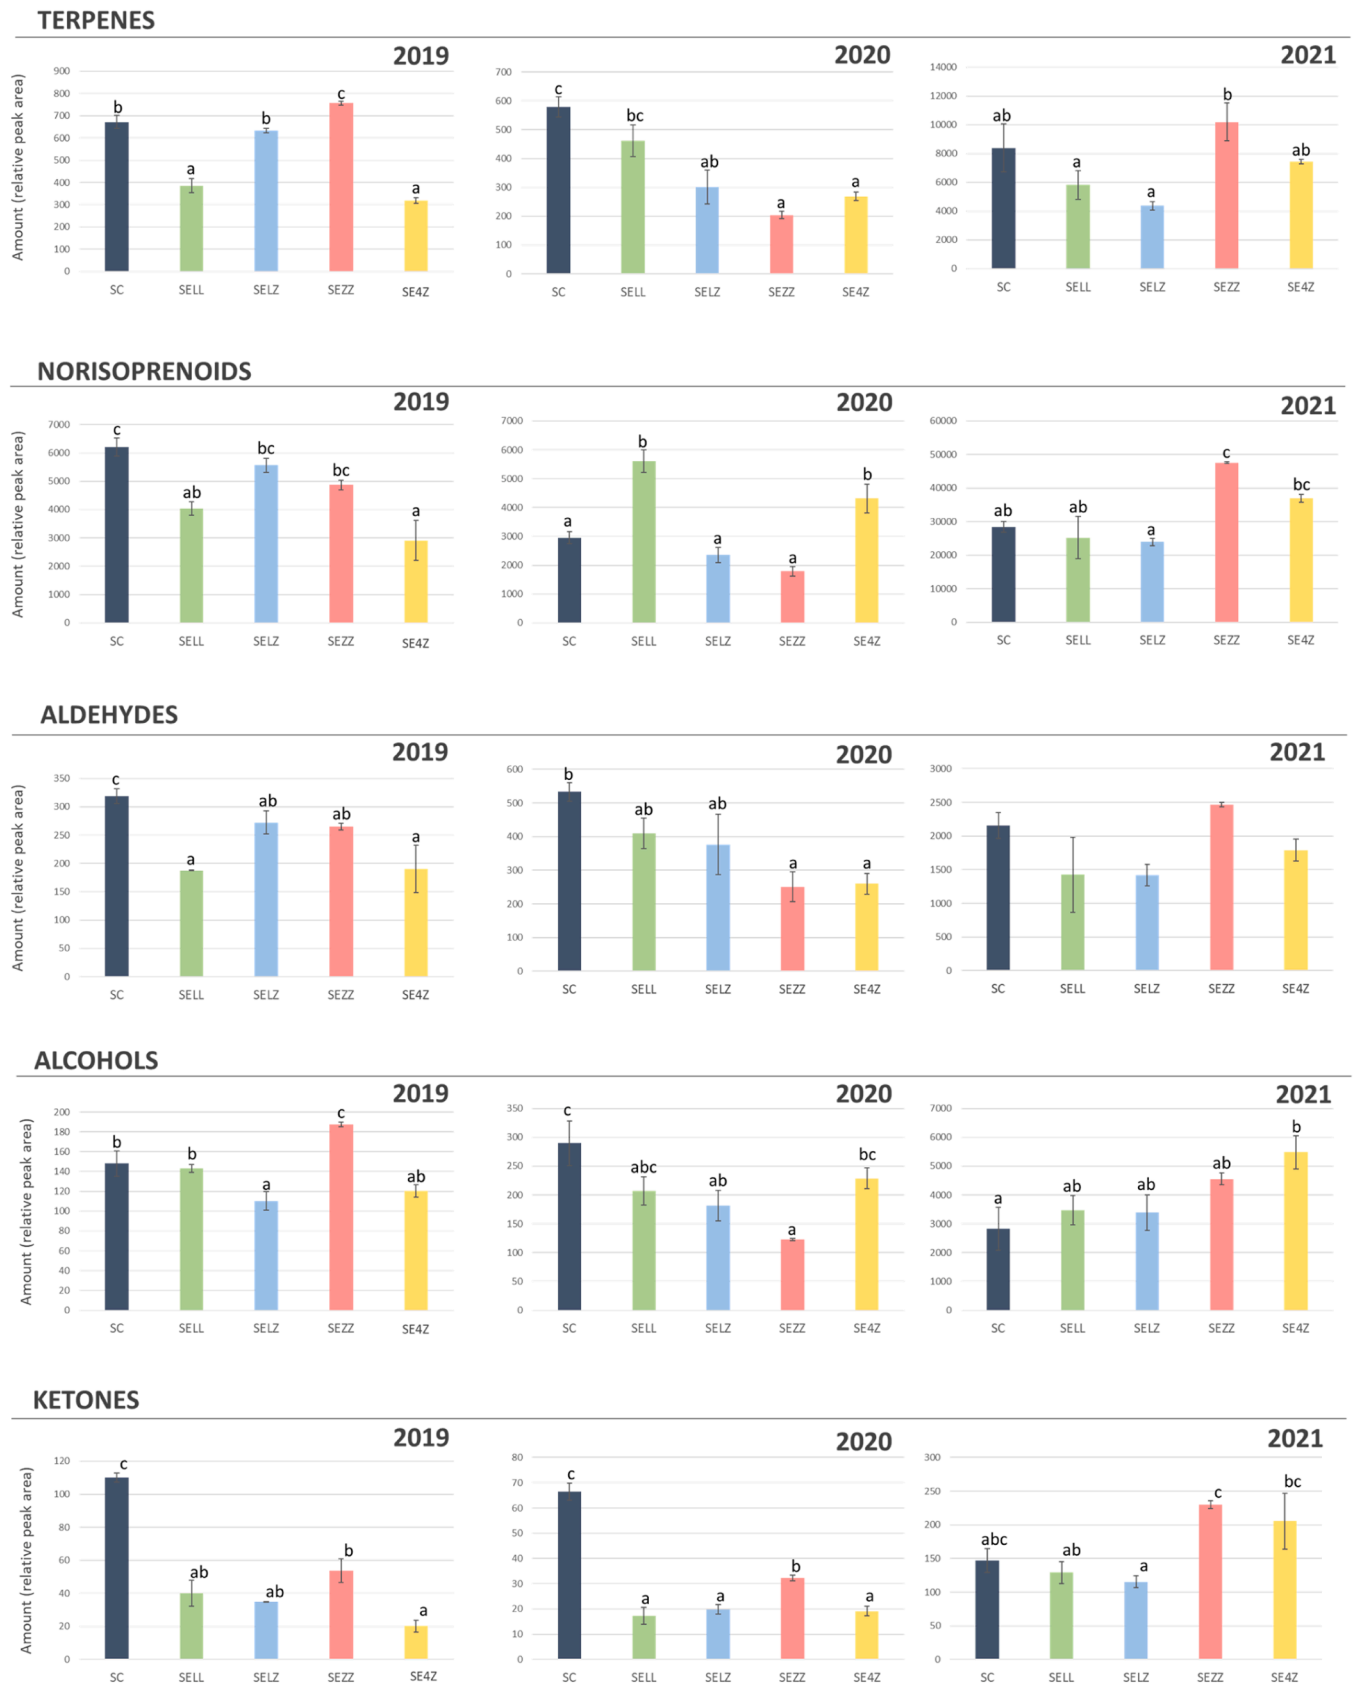 TERPENES
2019
2020
2021
Amount (relative peak area)
900
800
700
600
500
400
300
200
100
0
b
a
b
c
a
SC SELL SELZ SEZZ SE4Z
700
600
500
400
300
200
100
0
c
bc
ab
a
a
SC SELL SELZ SEZZ SE4Z
14000
12000
10000
8000
6000
4000
2000
0
ab
a
a
b
ab
SC SELL SELZ SEZZ SE4Z
NORISOPRENOIDS
2019
2020
2021
Amount (relative peak area)
7000
6000
5000
4000
3000
2000
1000
0
c
ab
bc
bc
a
SC SELL SELZ SEZZ SE4Z
7000
6000
5000
4000
3000
2000
1000
0
a
b
a
a
b
SC SELL SELZ SEZZ SE4Z
60000
50000
40000
30000
20000
10000
0
ab
ab
a
c
bc
SC SELL SELZ SEZZ SE4Z
ALDEHYDES
2019
2020
2021
Amount (relative peak area)
350
300
250
200
150
100
50
0
c
a
ab
ab
a
SC SELL SELZ SEZZ SE4Z
600
500
400
300
200
100
0
b
ab
ab
a
a
SC SELL SELZ SEZZ SE4Z
3000
2500
2000
1500
1000
500
0
SC SELL SELZ SEZZ SE4Z
ALCOHOLS
2019
2020
2021
Amount (relative peak area)
200
180
160
140
120
100
80
60
40
20
0
b
b
a
c
ab
SC SELL SELZ SEZZ SE4Z
350
300
250
200
150
100
50
0
c
abc
ab
a
bc
SC SELL SELZ SEZZ SE4Z
7000
6000
5000
4000
3000
2000
1000
0
a
ab
ab
ab
b
SC SELL SELZ SEZZ SE4Z
KETONES
2019
2020
2021
Amount (relative peak area)
120
100
80
60
40
20
0
c
ab
ab
b
a
SC SELL SELZ SEZZ SE4Z
80
70
60
50
40
30
20
10
0
c
a
a
b
a
SC SELL SELZ SEZZ SE4Z
300
250
200
150
100
50
0
abc
ab
a
c
bc
SC SELL SELZ SEZZ SE4Z